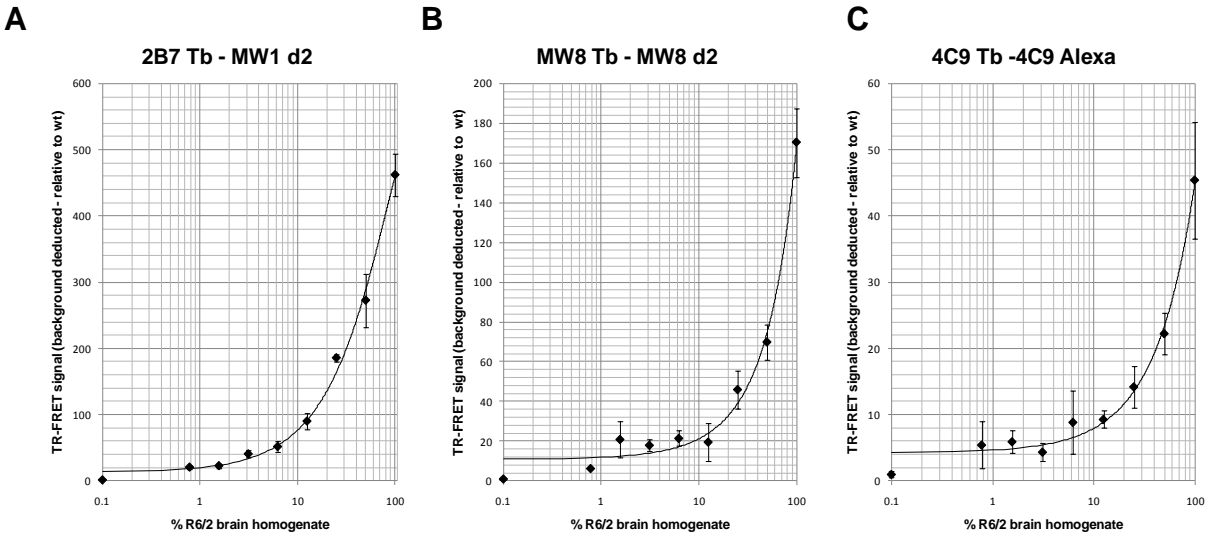 A
2B7 Tb - MW1 d2
TR-FRET signal (background deducted - relative to wt)
600
500
400
300
200
100
0
0.1 1 10 100
% R6/2 brain homogenate
B
MW8 Tb - MW8 d2
TR-FRET signal (background deducted - relative to wt)
200
180
160
140
120
100
80
60
40
20
0
0.1 1 10 100
% R6/2 brain homogenate
C
4C9 Tb -4C9 Alexa
TR-FRET signal (background deducted - relative to wt)
60
50
40
30
20
10
0
0.1 1 10 100
% R6/2 brain homogenate